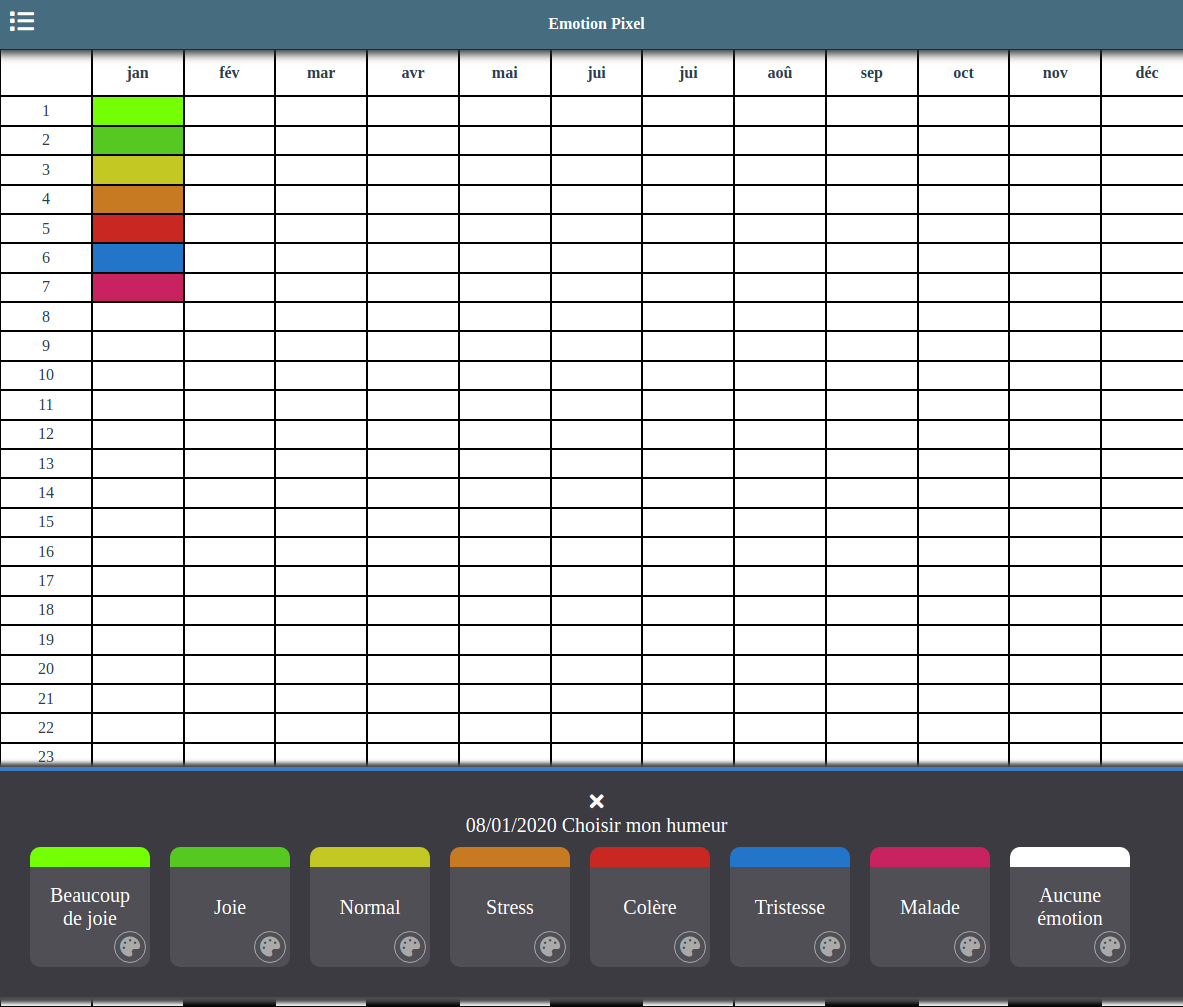 Emotion Pixel
jan fév mar avr mai jui jui aoû sep oct nov déc
1
2
3
4
5
6
7
8
9
10
11
12
13
14
15
16
17
18
19
20
21
22
23
08/01/2020 Choisir mon humeur
Beaucoup de joie
Joie
Normal
Stress
Colère
Tristesse
Malade
Aucune émotion